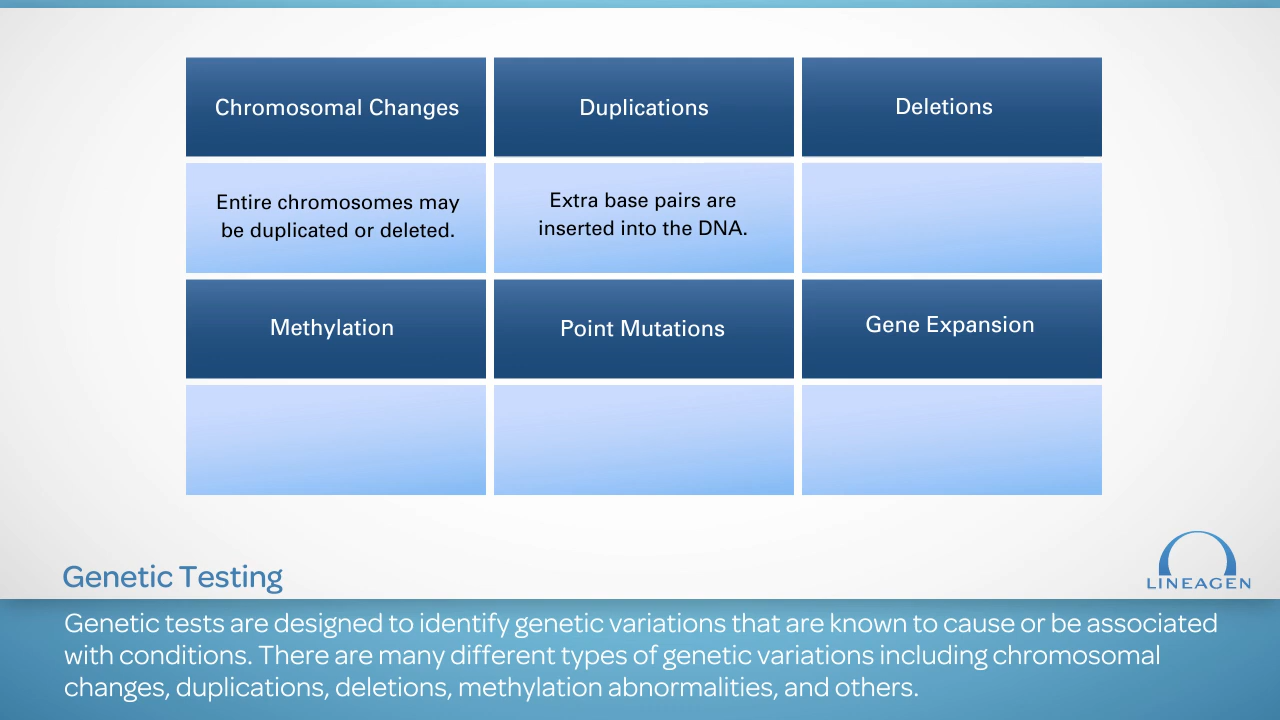 Chromosomal Changes
Duplications
Deletions
Entire chromosomes may
be duplicated or deleted.
Extra base pairs are
inserted into the DNA.
Methylation
Point Mutations
Gene Expansion
LINEAGEN
Genetic Testing
Genetic tests are designed to identify genetic variations that are known to cause or be associated
with conditions. There are many different types of genetic variations including chromosomal
changes, duplications, deletions, methylation abnormalities, and others.